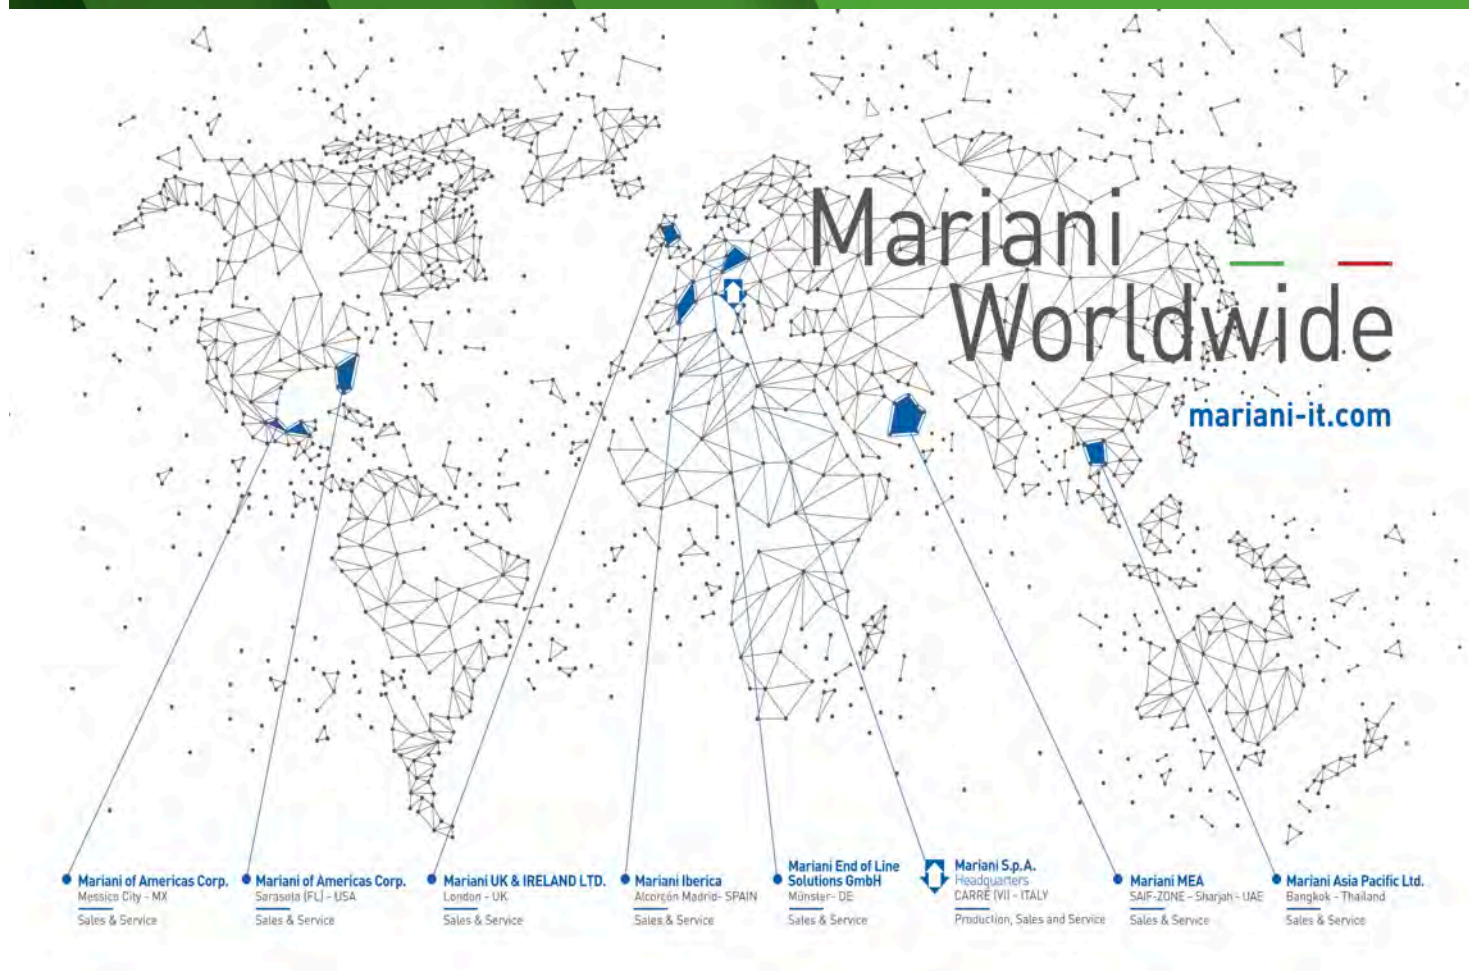 Mariani
Worldwide
mariani-it.com
Mariani of Americas Corp.
Messico City - MX
Sales & Service
Mariani of Americas Corp.
Sarasota (FL) - USA
Sales & Service
Mariani UK & IRELAND LTD.
London - UK
Sales & Service
Mariani Iberica
Alcorcón Madrid- SPAIN
Sales & Service
Mariani End of Line
Solutions GmbH
Münster- DE
Sales & Service
Mariani S.p.A.
Headquarters
CARRÈ (VI) - ITALY
Production, Sales and Service
Mariani MEA
SAIF-ZONE - Sharjah - UAE
Sales & Service
Mariani Asia Pacific Ltd.
Bangkok - Thailand
Sales & Service